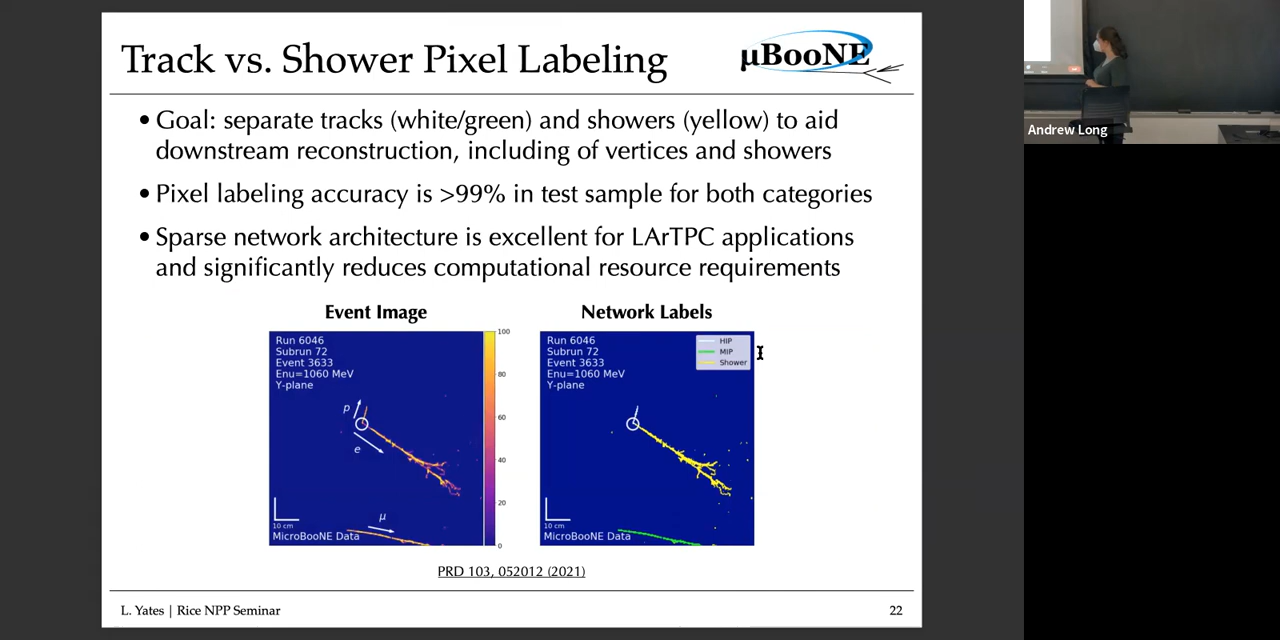 Track vs. Shower Pixel Labeling
µBooNE
• Goal: separate tracks (white/green) and showers (yellow) to aid
downstream reconstruction, including of vertices and showers
• Pixel labeling accuracy is >99% in test sample for both categories
• Sparse network architecture is excellent for LArTPC applications
and significantly reduces computational resource requirements
Event Image
Run 6046
Subrun 72
Event 3633
Enu=1060 MeV
Y-plane
p
e
µ
10 cm
MicroBooNE Data
100
80
60
40
20
0
Network Labels
Run 6046
Subrun 72
Event 3633
Enu=1060 MeV
Y-plane
HIP
MIP
Shower
10 cm
MicroBooNE Data
PRD 103, 052012 (2021)
L. Yates | Rice NPP Seminar
22
Andrew Long